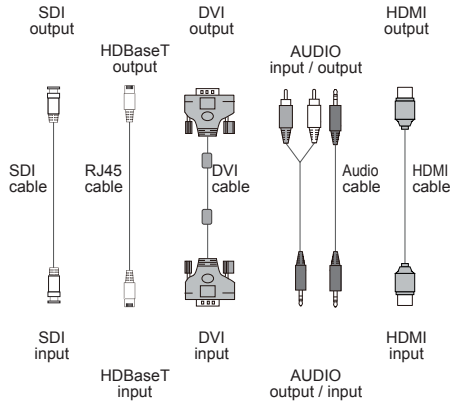 SDI
output
DVI
output
HDMI
output
HDBaseT
output
AUDIO
input / output
SDI
cable
RJ45
cable
DVI
cable
Audio
cable
HDMI
cable
SDI
input
DVI
input
HDMI
input
HDBaseT
input
AUDIO
output / input